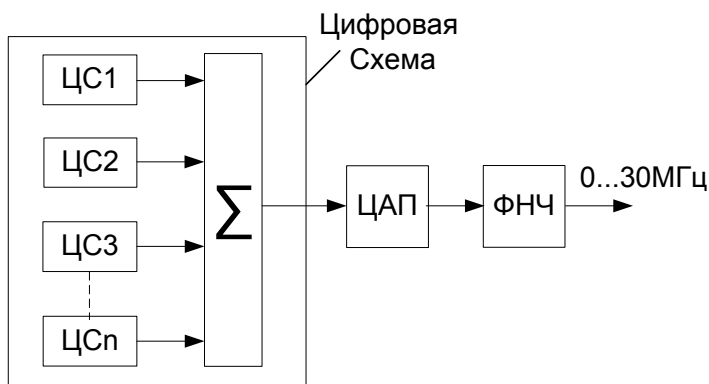 Цифровая
Схема
ЦС1
ЦС2
ЦС3
ЦСn
∑
ЦАП
ФНЧ
0...30МГц